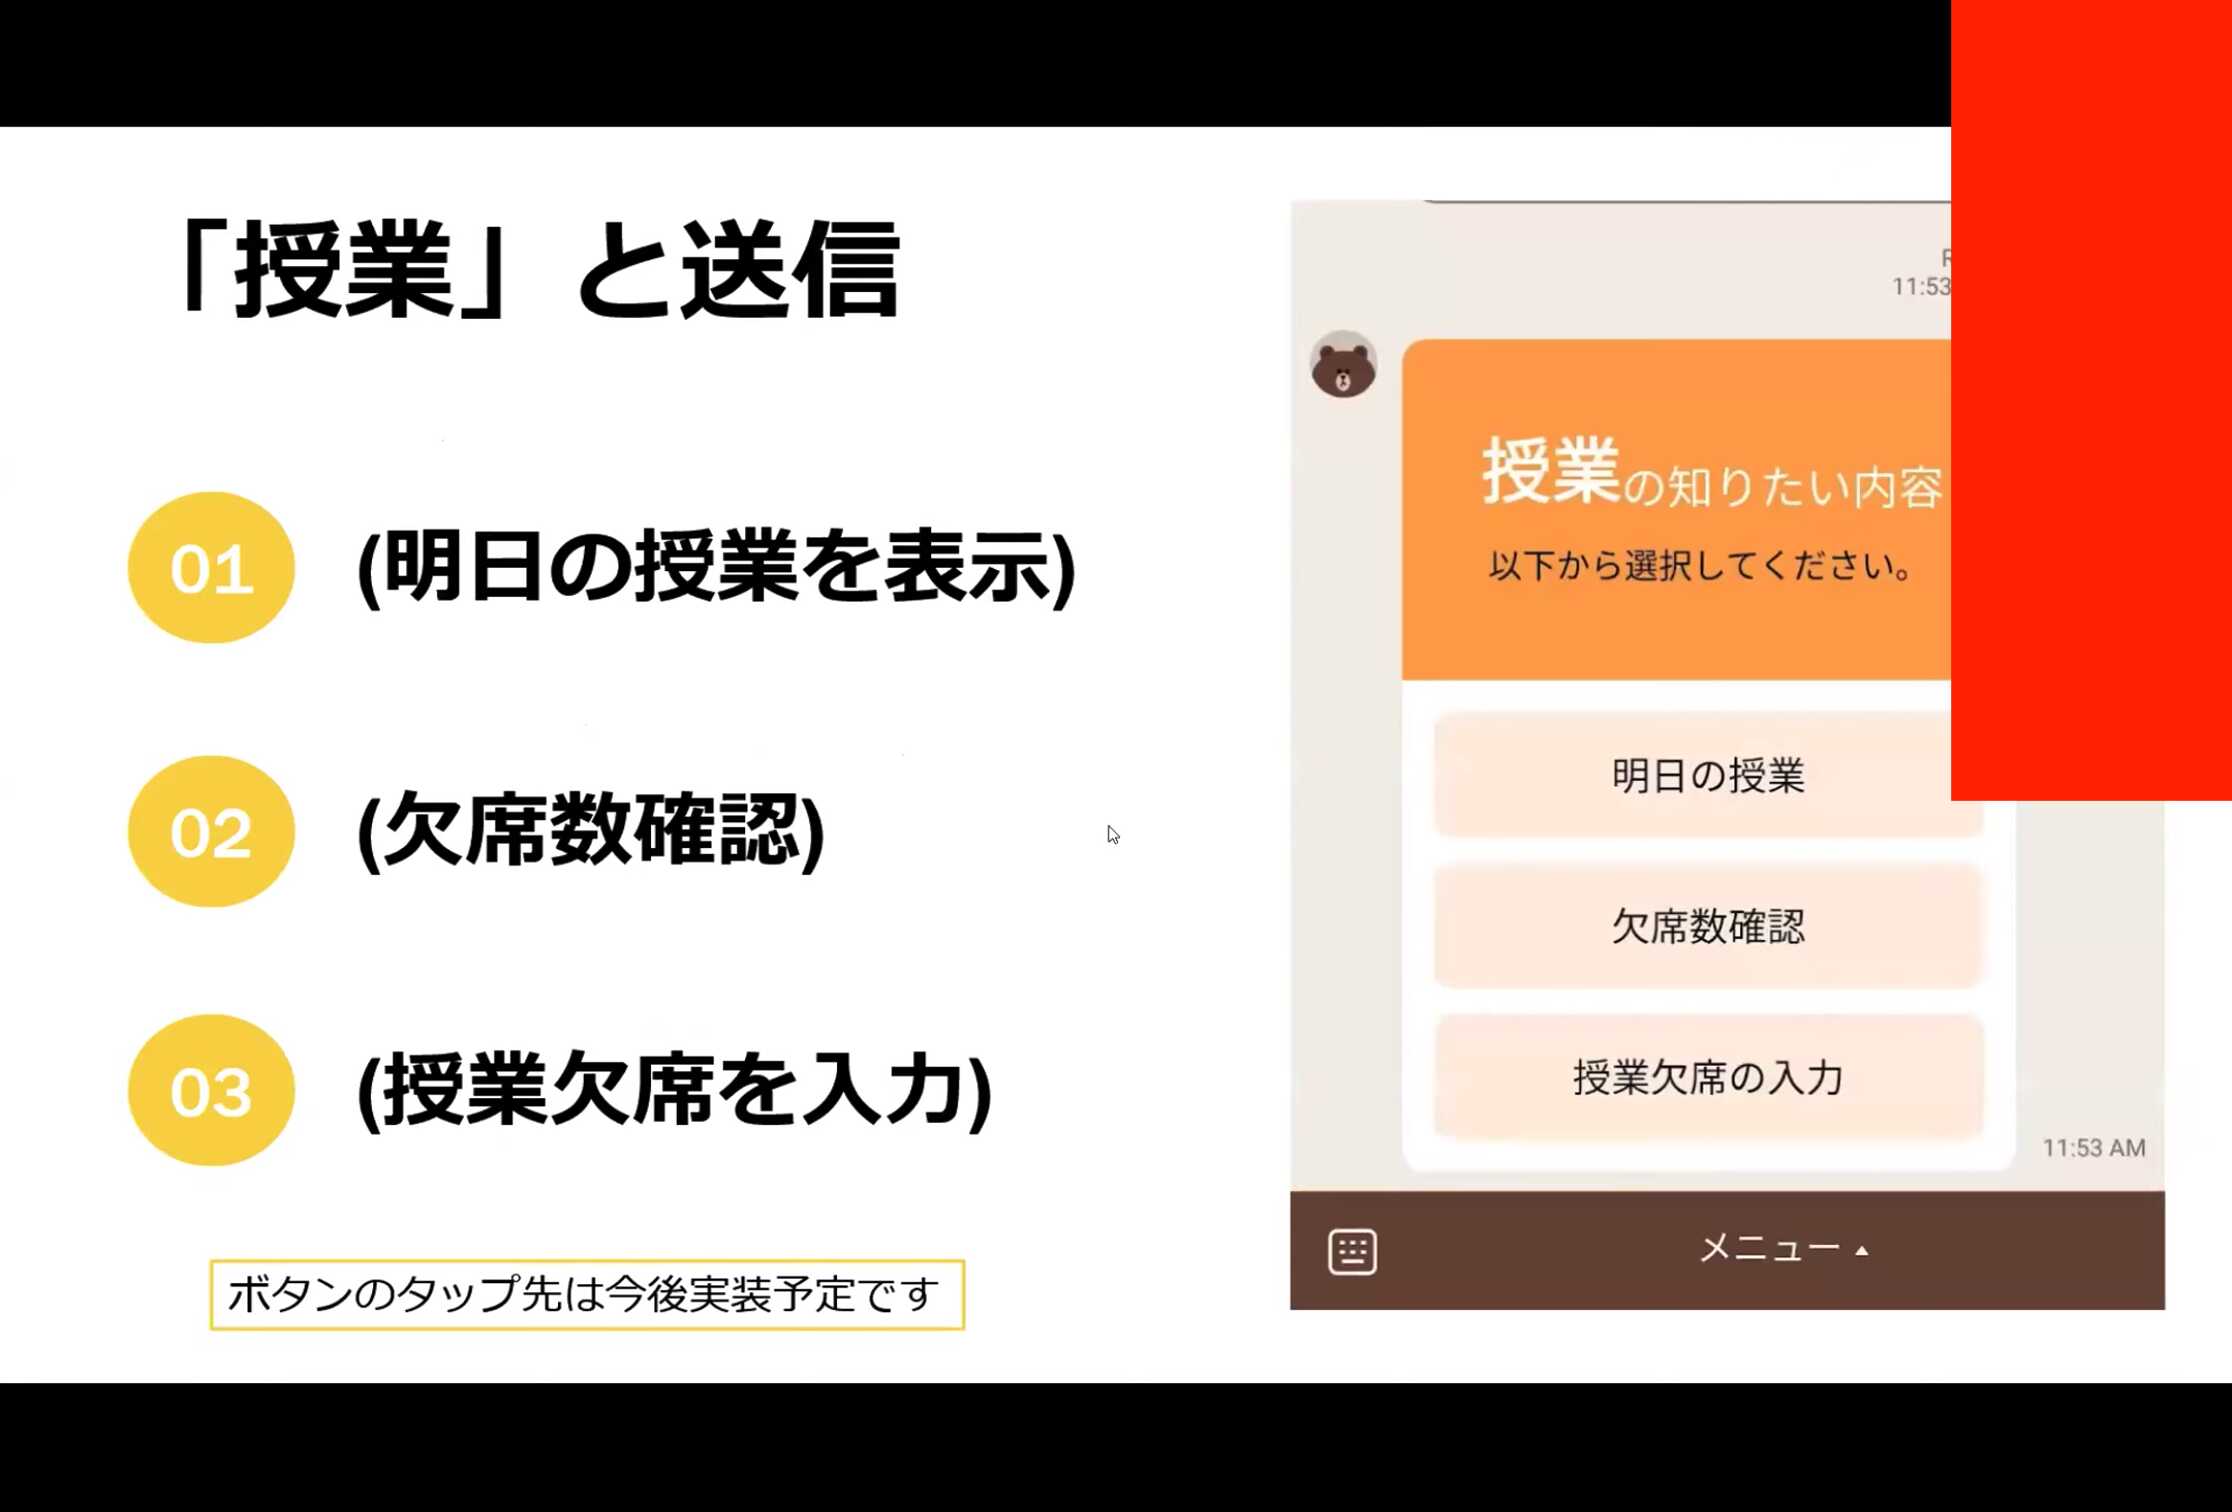 「授業」と送信
01
(明日の授業を表示)
02
(欠席数確認)
03
(授業欠席を入力)
ボタンのタップ先は今後実装予定です
11:53
授業の知りたい内容
以下から選択してください。
明日の授業
欠席数確認
授業欠席の入力
11:53 AM
メニュー ▲